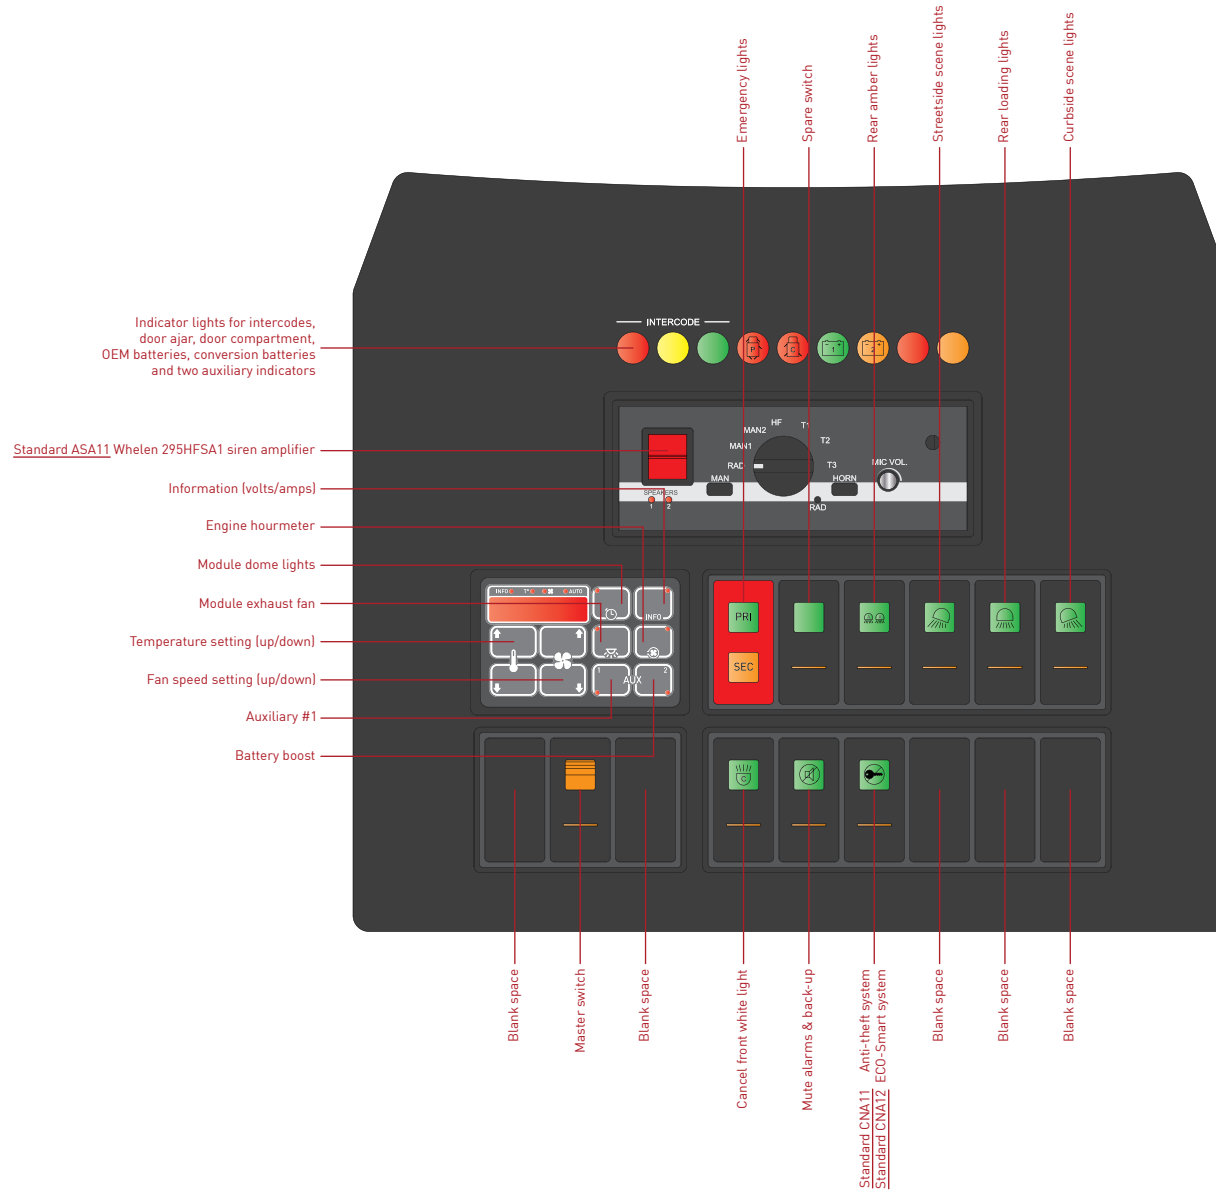 Emergency lights
Spare switch
Rear amber lights
Streetside scene lights
Rear loading lights
Curbside scene lights
Indicator lights for intercodes,
door ajar, door compartment,
OEM batteries, conversion batteries
and two auxiliary indicators
Standard ASA11 Whelen 295HFSA1 siren amplifier
Information (volts/amps)
Engine hourmeter
Module dome lights
Module exhaust fan
Temperature setting (up/down)
Fan speed setting (up/down)
Auxiliary #1
Battery boost
INTERCODE
P
C
1
2
HF
MAN2
T1
MAN1
T2
RAD
T3
MIC VOL.
MAN
HORN
SPEAKERS
1 2
RAD
INFO T° AUTO
INFO
1 AUX 2
PRI
SEC
C
Blank space
Master switch
Blank space
Cancel front white light
Mute alarms & back-up
Standard CNA11 Anti-theft system
Standard CNA12 ECO-Smart system
Blank space
Blank space
Blank space